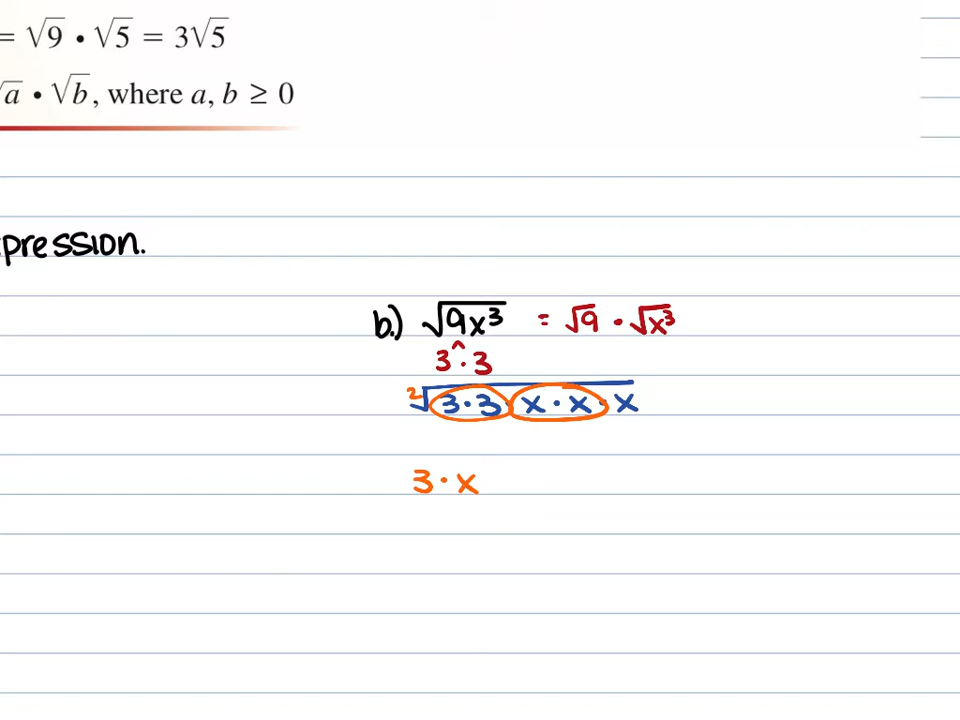 = √9 • √5 = 3√5
√a • √b, where a, b ≥ 0
pression.
b.) √9x³ = √9 · √x³
3 · 3
²√3·3·x·x·x
3·x